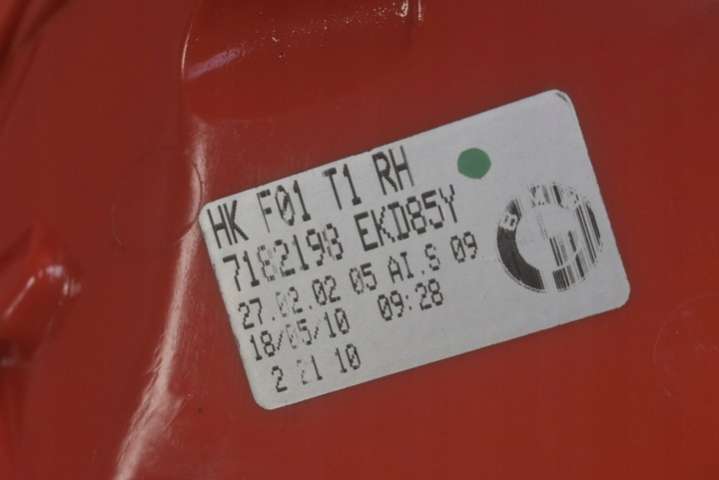 HK F01 T1 RH
7182198 EKD85Y
27.02.02 05 AI.S 09
18/05/10 09:28
2 21 10